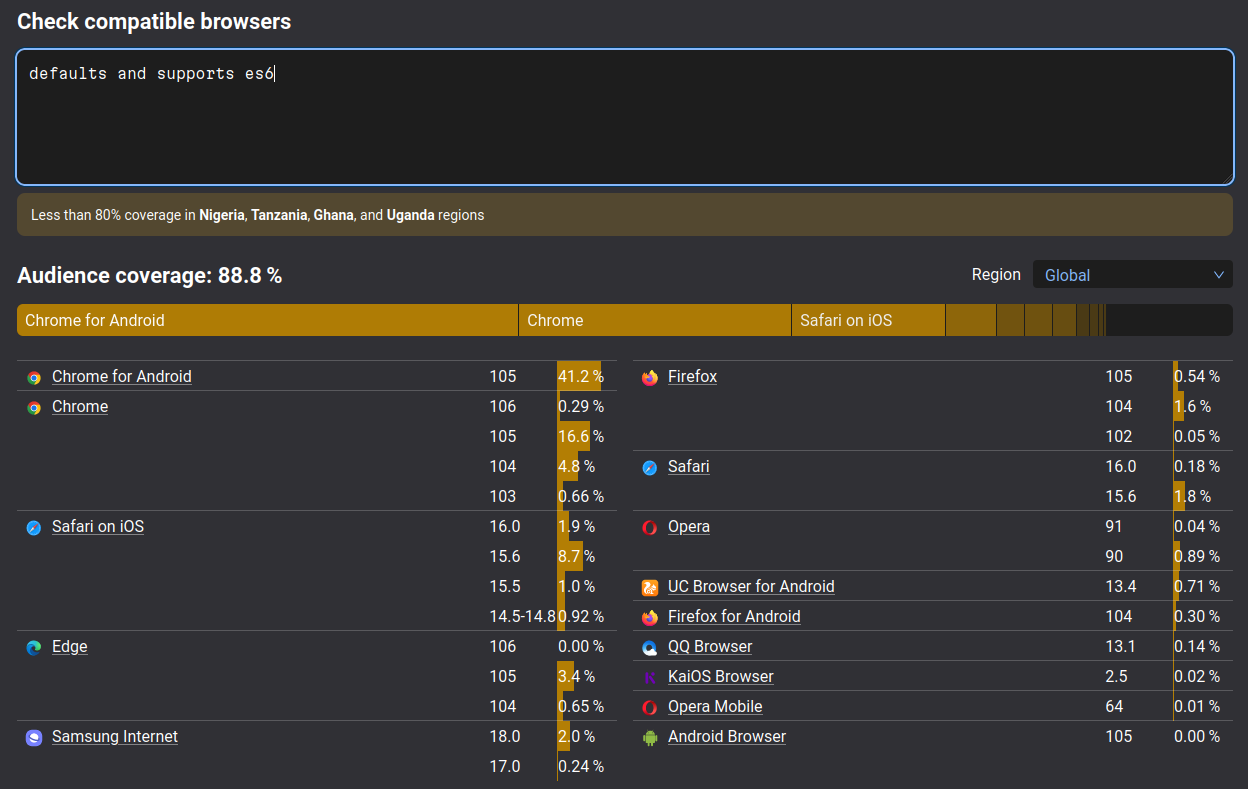 Check compatible browsers
defaults and supports es6
Less than 80% coverage in Nigeria, Tanzania, Ghana, and Uganda regions
Audience coverage: 88.8 %
Region Global
Chrome for Android Chrome Safari on iOS
Chrome for Android 105 41.2 %
Chrome 106 0.29 %
105 16.6 %
104 4.8 %
103 0.66 %
Safari on iOS 16.0 1.9 %
15.6 8.7 %
15.5 1.0 %
14.5-14.8 0.92 %
Edge 106 0.00 %
105 3.4 %
104 0.65 %
Samsung Internet 18.0 2.0 %
17.0 0.24 %
Firefox 105 0.54 %
104 1.6 %
102 0.05 %
Safari 16.0 0.18 %
15.6 1.8 %
Opera 91 0.04 %
90 0.89 %
UC Browser for Android 13.4 0.71 %
Firefox for Android 104 0.30 %
QQ Browser 13.1 0.14 %
KaiOS Browser 2.5 0.02 %
Opera Mobile 64 0.01 %
Android Browser 105 0.00 %